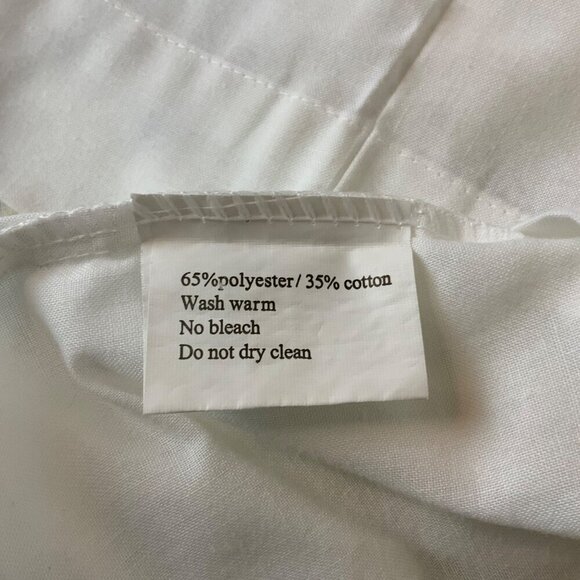 65%polyester/ 35% cotton
Wash warm
No bleach
Do not dry clean